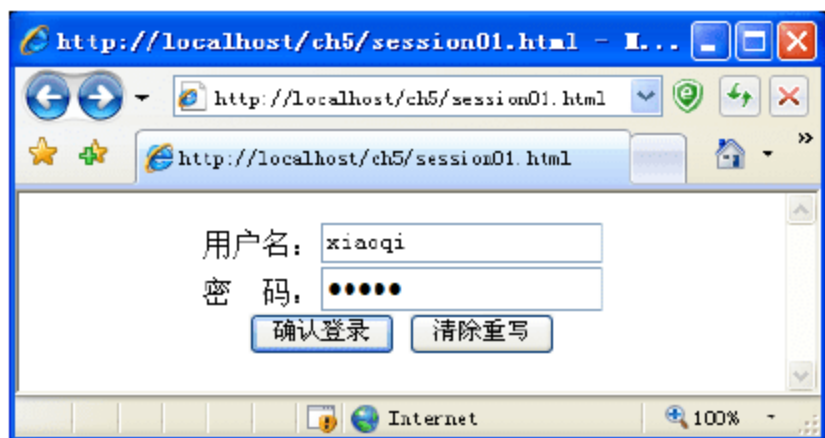 http://localhost/ch5/session01.html - M...
http://localhost/ch5/session01.html
http://localhost/ch5/session01.html
用户名: xiaoqi
密 码: •••••
确认登录 清除重写
Internet 100%